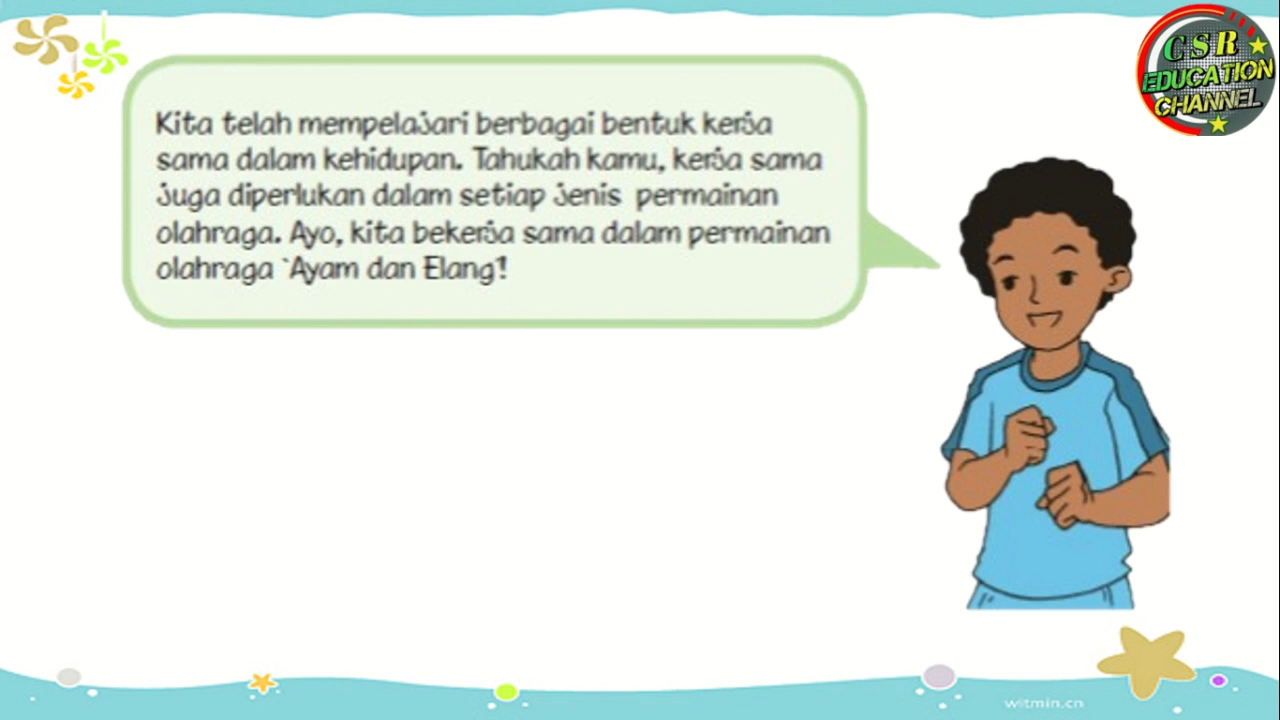 Kita telah mempelajari berbagai bentuk kerja
sama dalam kehidupan. Tahukah kamu, kerja sama
juga diperlukan dalam setiap jenis permainan
olahraga. Ayo, kita bekerja sama dalam permainan
olahraga `Ayam dan Elang'!
CSR
EDUCATION
CHANNEL
witmin.cn